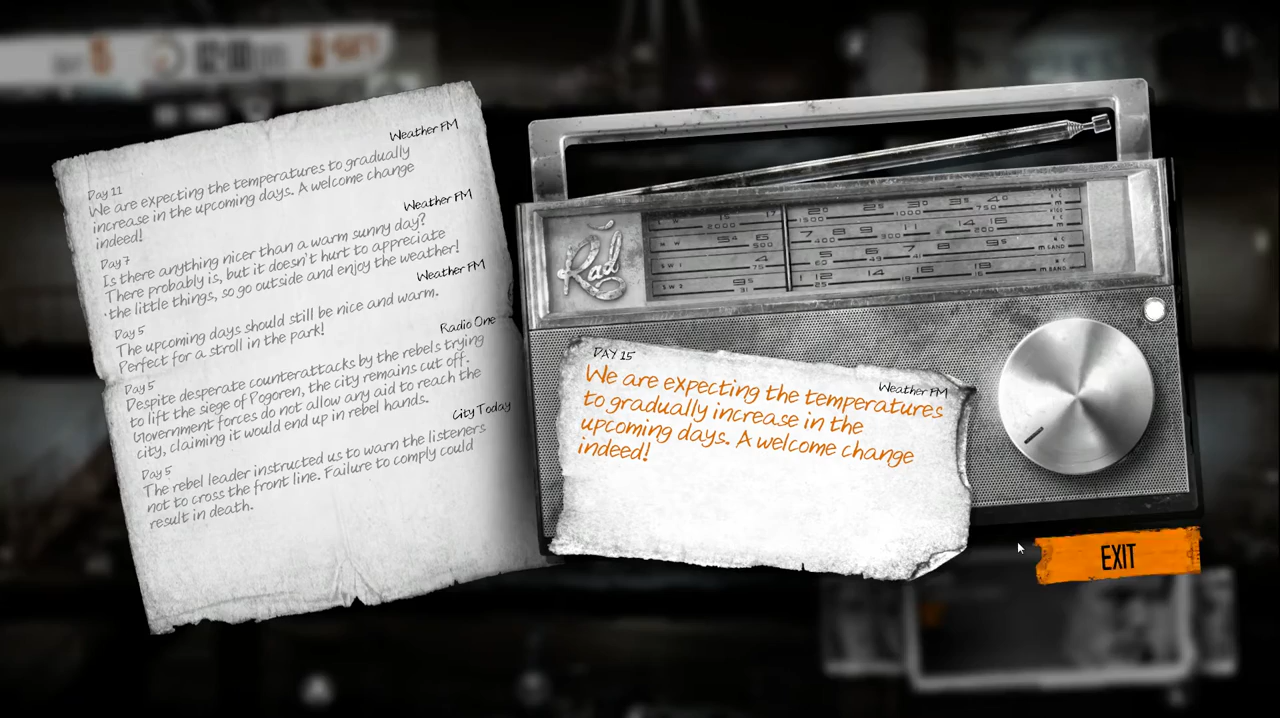 Weather FM
Day 11
We are expecting the temperatures to gradually
increase in the upcoming days. A welcome change
indeed!
Weather FM
Day 7
Is there anything nicer than a warm sunny day?
There probably is, but it doesn't hurt to appreciate
the little things, so go outside and enjoy the weather!
Weather FM
Day 5
The upcoming days should still be nice and warm.
Perfect for a stroll in the park!
Radio One
Day 5
Despite desperate counterattacks by the rebels trying
to lift the siege of Pogoren, the city remains cut off.
Government forces do not allow any aid to reach the
city, claiming it would end up in rebel hands.
City Today
Day 5
The rebel leader instructed us to warn the listeners
not to cross the front line. Failure to comply could
result in death.
Rad
DAY 15
Weather FM
We are expecting the temperatures
to gradually increase in the
upcoming days. A welcome change
indeed!
EXIT